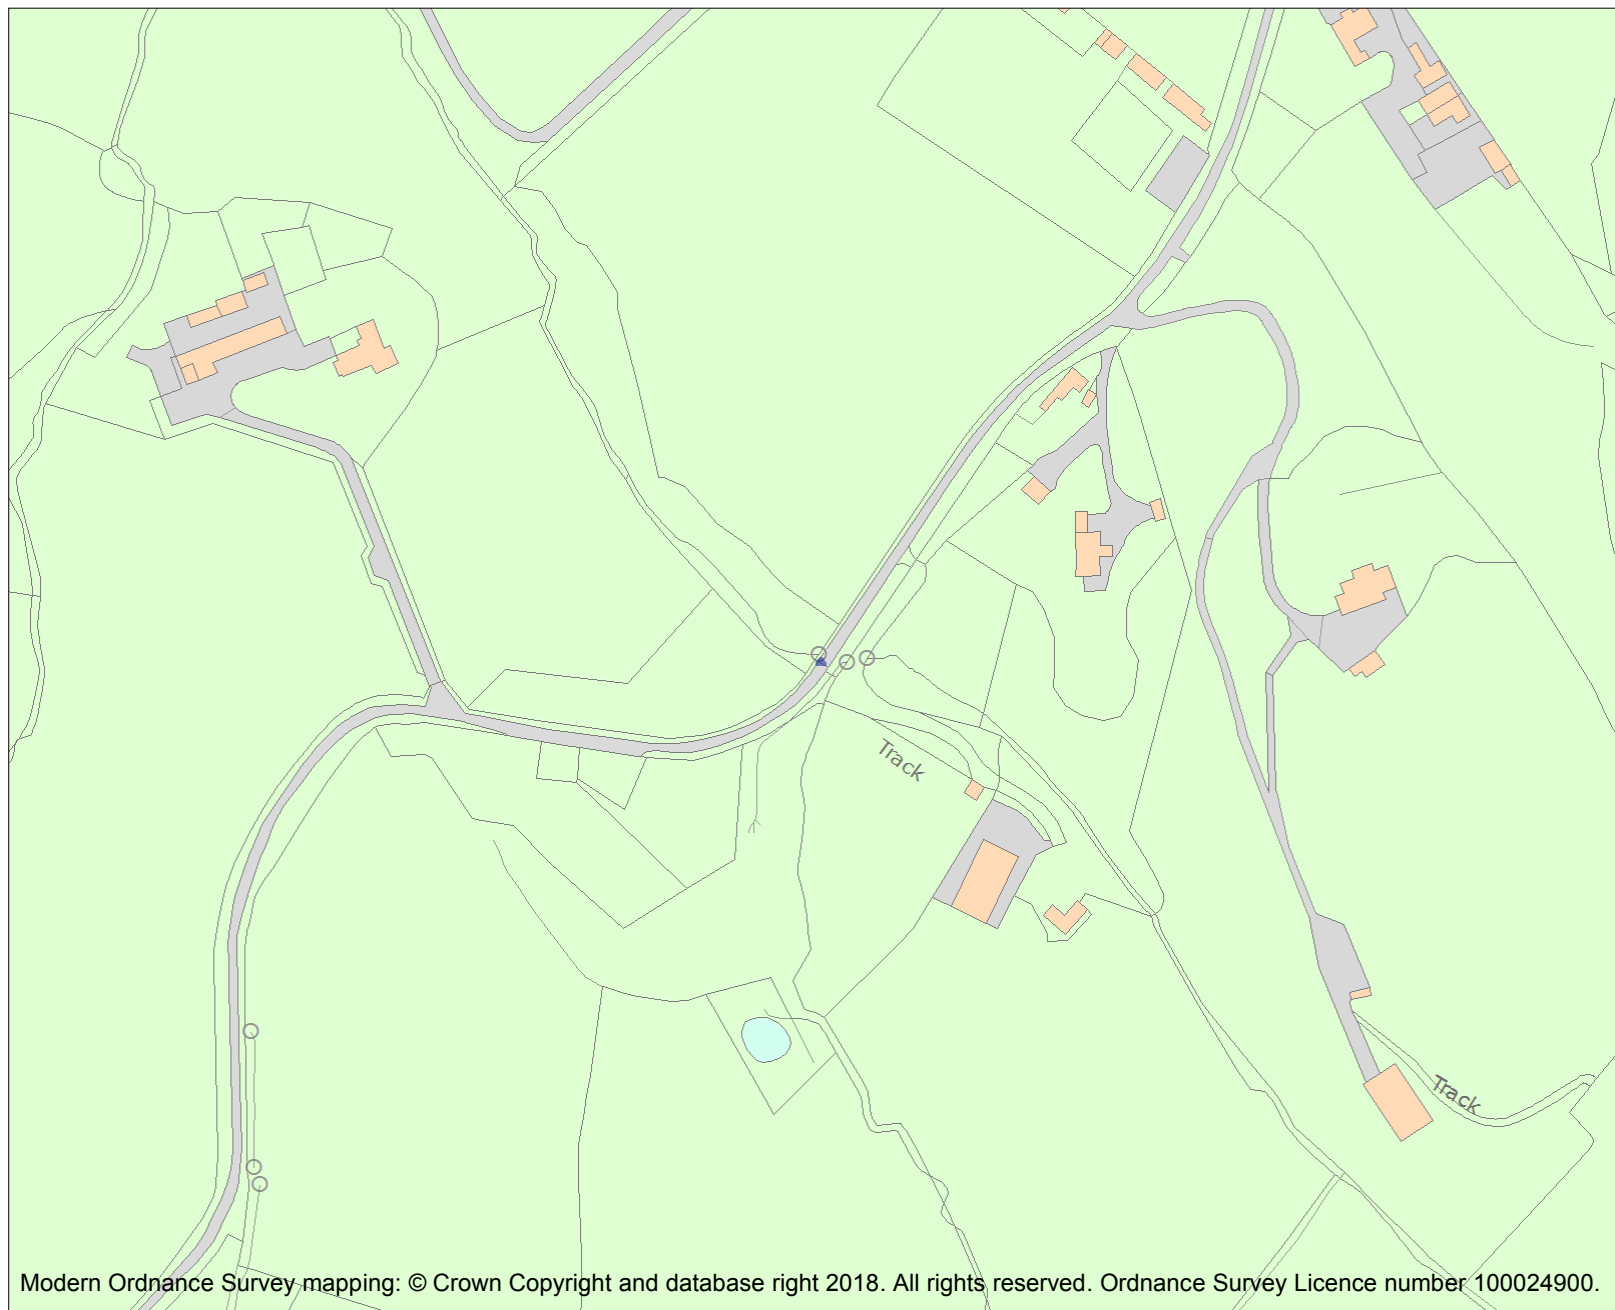 Track
Track
Modern Ordnance Survey mapping: © Crown Copyright and database right 2018. All rights reserved. Ordnance Survey Licence number 100024900.